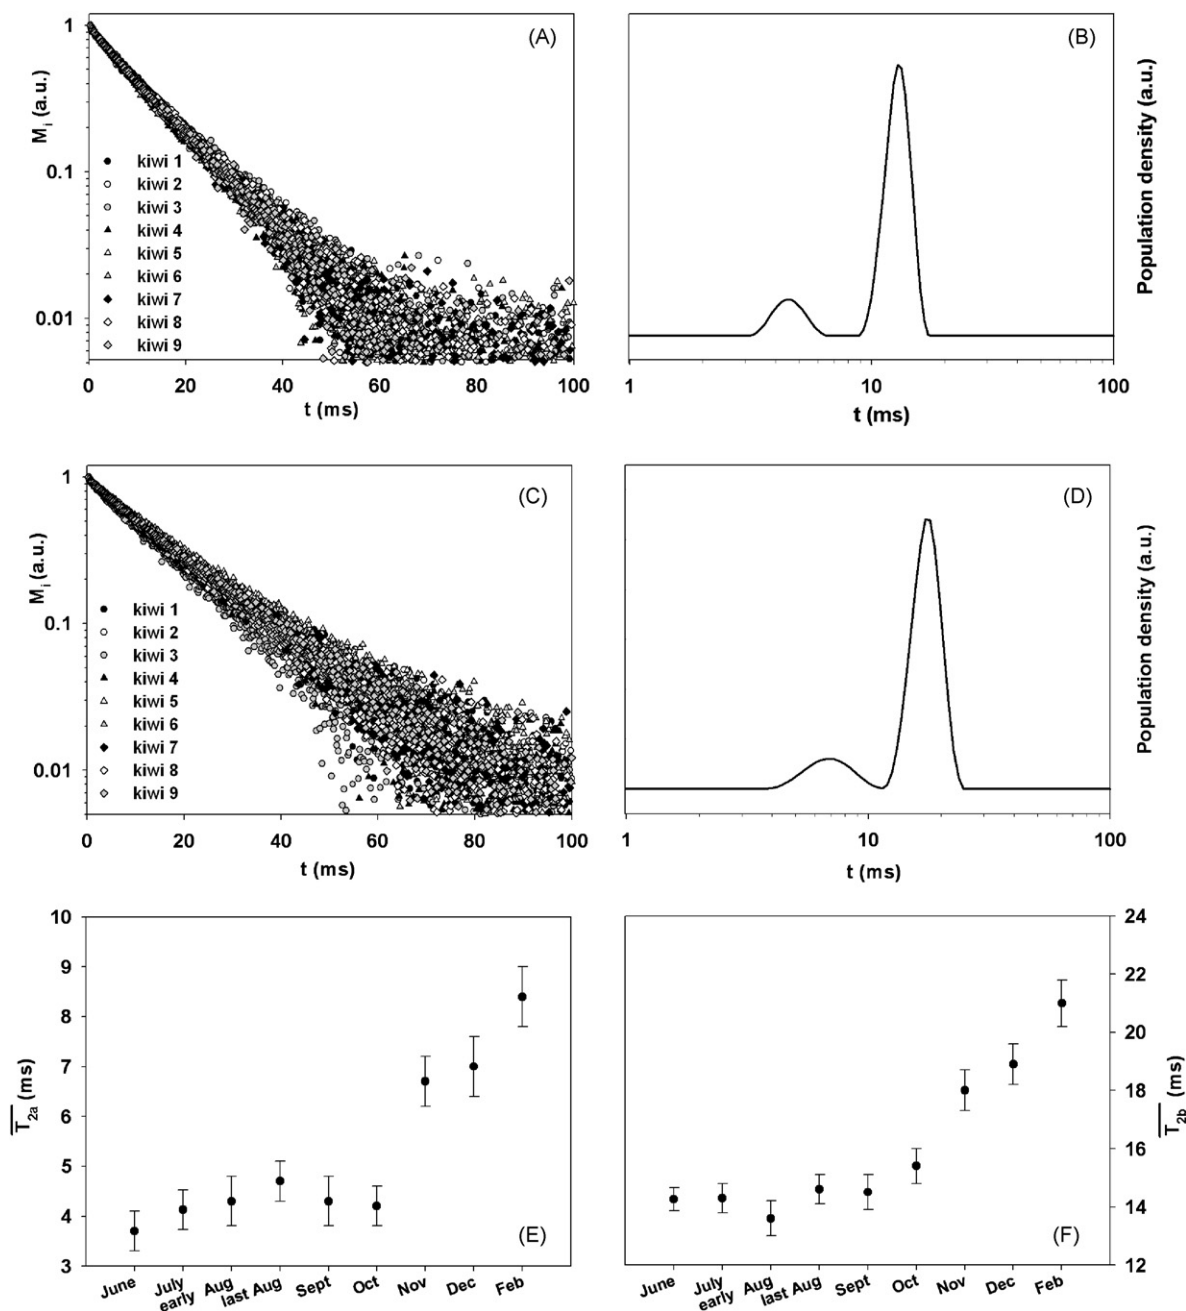 (A)
M_i (a.u.)
1
0.1
0.01
kiwi 1
kiwi 2
kiwi 3
kiwi 4
kiwi 5
kiwi 6
kiwi 7
kiwi 8
kiwi 9
0 20 40 60 80 100
t (ms)
(B)
Population density (a.u.)
1 10 100
t (ms)
(C)
M_i (a.u.)
1
0.1
0.01
kiwi 1
kiwi 2
kiwi 3
kiwi 4
kiwi 5
kiwi 6
kiwi 7
kiwi 8
kiwi 9
0 20 40 60 80 100
t (ms)
(D)
Population density (a.u.)
1 10 100
t (ms)
T_2a (ms)
10
9
8
7
6
5
4
3
(E)
June July early Aug last Aug Sept Oct Nov Dec Feb
24
22
20
18
16
14
12
T_2b (ms)
(F)
June July early Aug last Aug Sept Oct Nov Dec Feb